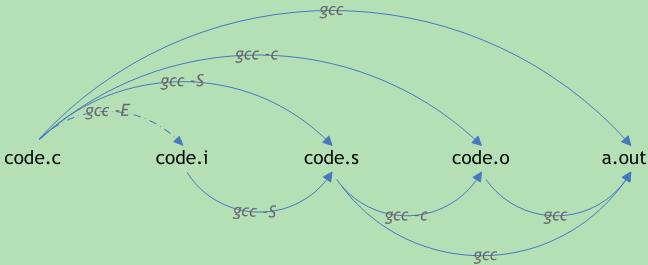 gcc
gcc -c
gcc -S
gcc -E
code.c code.i code.s code.o a.out
gcc -S gcc -c gcc
gcc